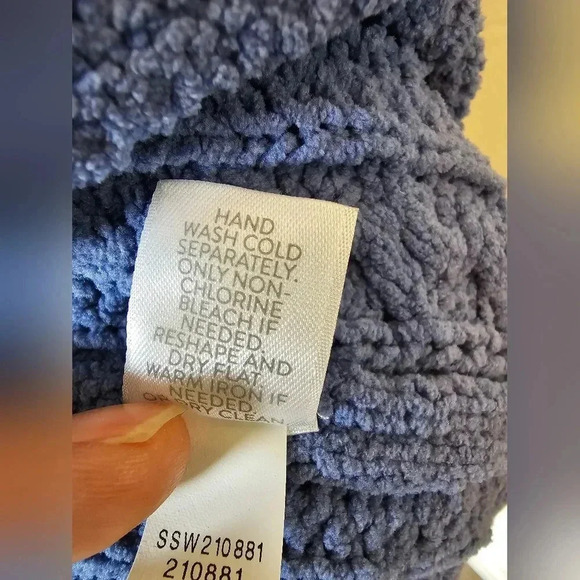 HAND
WASH COLD
SEPARATELY.
ONLY NON-
CHLORINE
BLEACH IF
NEEDED.
RESHAPE AND
DRY FLAT.
WARM IRON IF
NEEDED
OR DRY CLEAN
SSW210881
210881